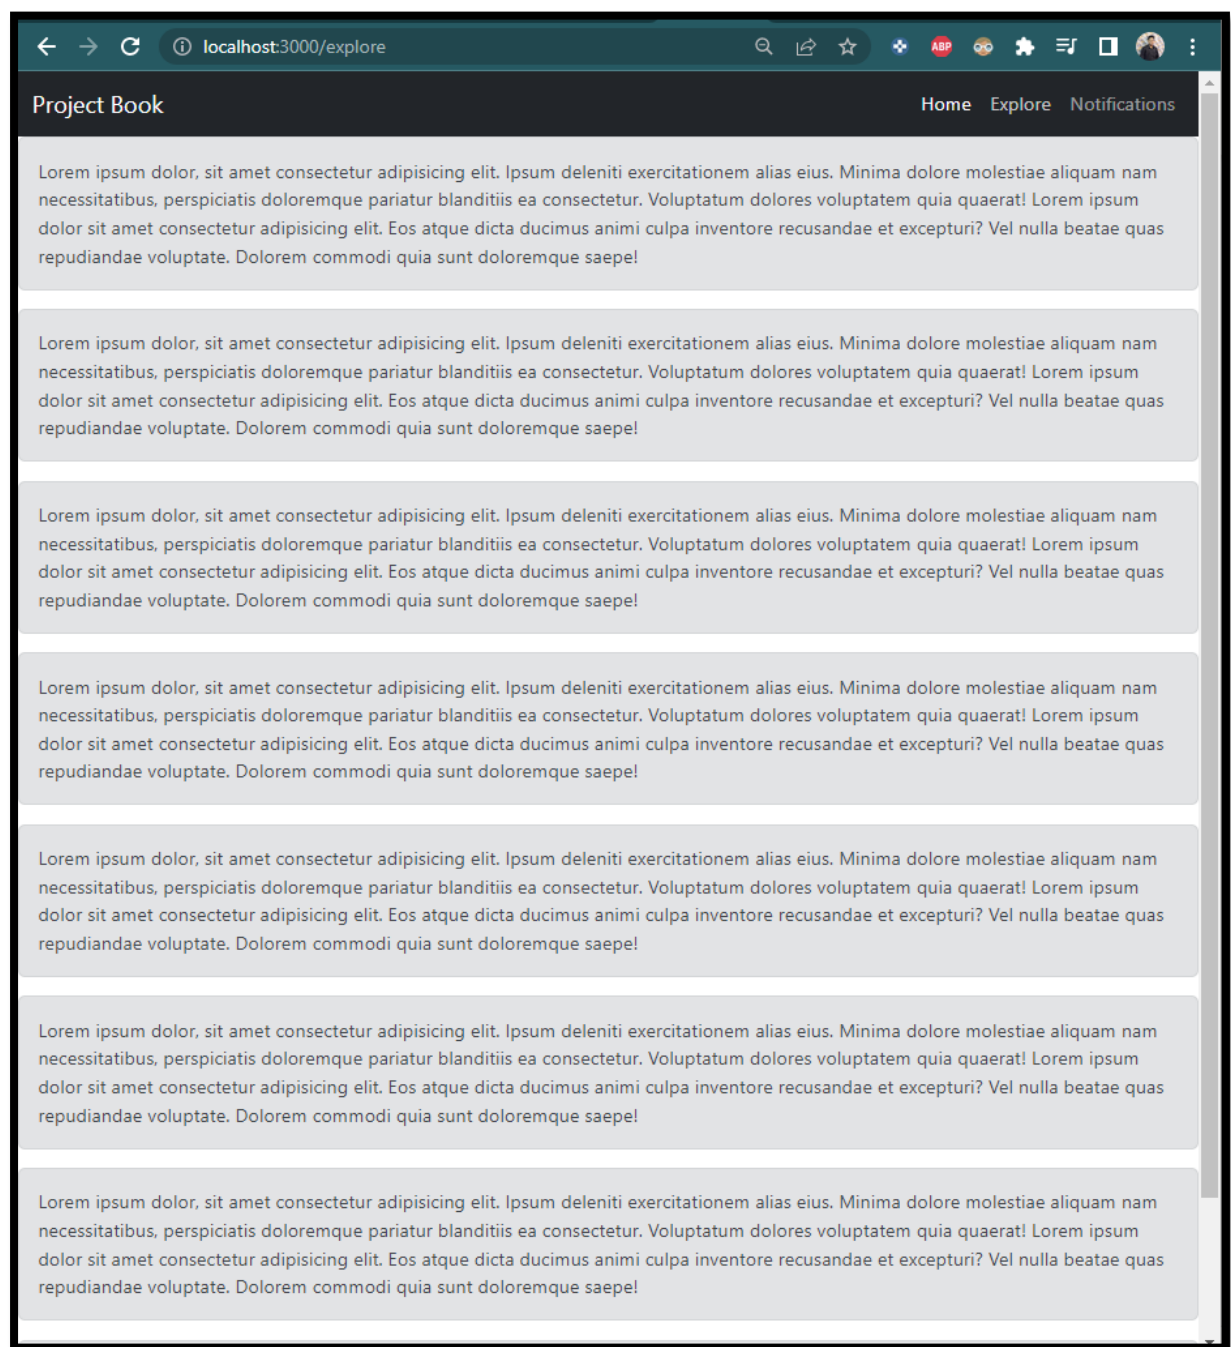 localhost:3000/explore
ABP
Project Book
Home Explore Notifications
Lorem ipsum dolor, sit amet consectetur adipisicing elit. Ipsum deleniti exercitationem alias eius. Minima dolore molestiae aliquam nam
necessitatibus, perspiciatis doloremque pariatur blanditiis ea consectetur. Voluptatum dolores voluptatem quia quaerat! Lorem ipsum
dolor sit amet consectetur adipisicing elit. Eos atque dicta ducimus animi culpa inventore recusandae et excepturi? Vel nulla beatae quas
repudiandae voluptate. Dolorem commodi quia sunt doloremque saepe!
Lorem ipsum dolor, sit amet consectetur adipisicing elit. Ipsum deleniti exercitationem alias eius. Minima dolore molestiae aliquam nam
necessitatibus, perspiciatis doloremque pariatur blanditiis ea consectetur. Voluptatum dolores voluptatem quia quaerat! Lorem ipsum
dolor sit amet consectetur adipisicing elit. Eos atque dicta ducimus animi culpa inventore recusandae et excepturi? Vel nulla beatae quas
repudiandae voluptate. Dolorem commodi quia sunt doloremque saepe!
Lorem ipsum dolor, sit amet consectetur adipisicing elit. Ipsum deleniti exercitationem alias eius. Minima dolore molestiae aliquam nam
necessitatibus, perspiciatis doloremque pariatur blanditiis ea consectetur. Voluptatum dolores voluptatem quia quaerat! Lorem ipsum
dolor sit amet consectetur adipisicing elit. Eos atque dicta ducimus animi culpa inventore recusandae et excepturi? Vel nulla beatae quas
repudiandae voluptate. Dolorem commodi quia sunt doloremque saepe!
Lorem ipsum dolor, sit amet consectetur adipisicing elit. Ipsum deleniti exercitationem alias eius. Minima dolore molestiae aliquam nam
necessitatibus, perspiciatis doloremque pariatur blanditiis ea consectetur. Voluptatum dolores voluptatem quia quaerat! Lorem ipsum
dolor sit amet consectetur adipisicing elit. Eos atque dicta ducimus animi culpa inventore recusandae et excepturi? Vel nulla beatae quas
repudiandae voluptate. Dolorem commodi quia sunt doloremque saepe!
Lorem ipsum dolor, sit amet consectetur adipisicing elit. Ipsum deleniti exercitationem alias eius. Minima dolore molestiae aliquam nam
necessitatibus, perspiciatis doloremque pariatur blanditiis ea consectetur. Voluptatum dolores voluptatem quia quaerat! Lorem ipsum
dolor sit amet consectetur adipisicing elit. Eos atque dicta ducimus animi culpa inventore recusandae et excepturi? Vel nulla beatae quas
repudiandae voluptate. Dolorem commodi quia sunt doloremque saepe!
Lorem ipsum dolor, sit amet consectetur adipisicing elit. Ipsum deleniti exercitationem alias eius. Minima dolore molestiae aliquam nam
necessitatibus, perspiciatis doloremque pariatur blanditiis ea consectetur. Voluptatum dolores voluptatem quia quaerat! Lorem ipsum
dolor sit amet consectetur adipisicing elit. Eos atque dicta ducimus animi culpa inventore recusandae et excepturi? Vel nulla beatae quas
repudiandae voluptate. Dolorem commodi quia sunt doloremque saepe!
Lorem ipsum dolor, sit amet consectetur adipisicing elit. Ipsum deleniti exercitationem alias eius. Minima dolore molestiae aliquam nam
necessitatibus, perspiciatis doloremque pariatur blanditiis ea consectetur. Voluptatum dolores voluptatem quia quaerat! Lorem ipsum
dolor sit amet consectetur adipisicing elit. Eos atque dicta ducimus animi culpa inventore recusandae et excepturi? Vel nulla beatae quas
repudiandae voluptate. Dolorem commodi quia sunt doloremque saepe!